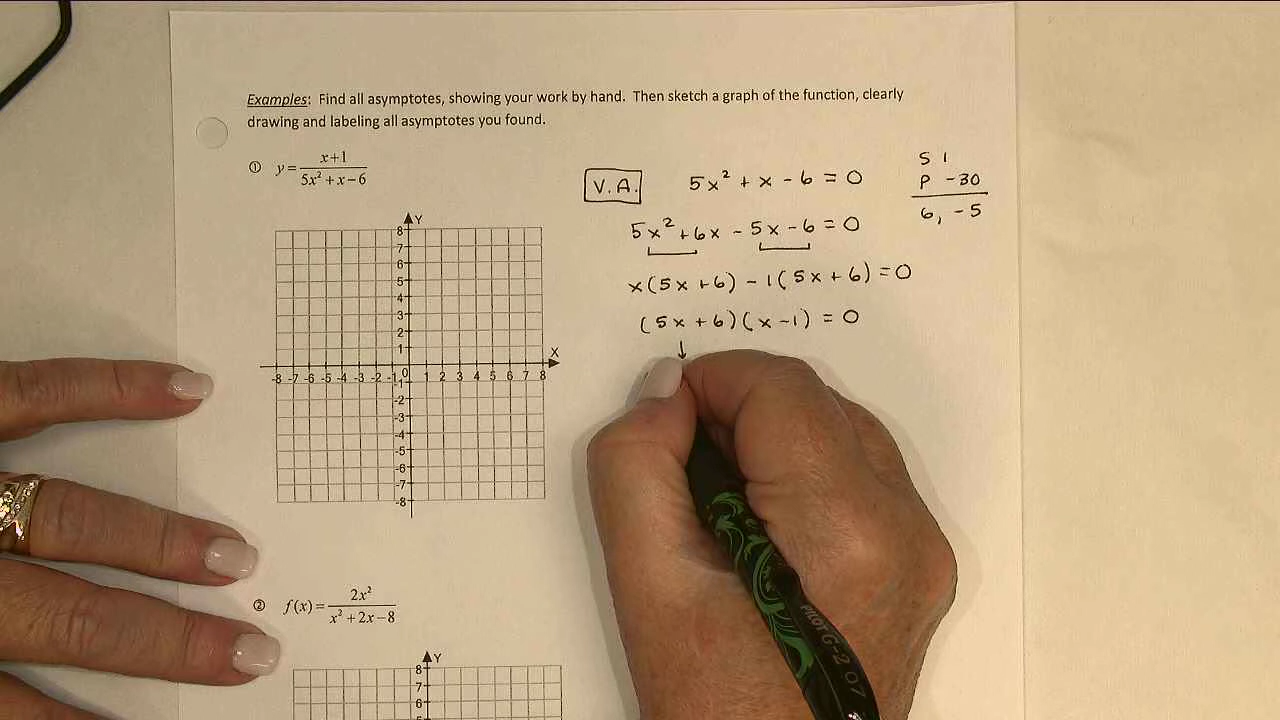 Examples: Find all asymptotes, showing your work by hand. Then sketch a graph of the function, clearly
drawing and labeling all asymptotes you found.
① y = (x+1)/(5x²+x−6)
V.A. 5x² + x − 6 = 0
S 1
P −30
6, −5
5x² + 6x − 5x − 6 = 0
x(5x + 6) − 1(5x + 6) = 0
(5x + 6)(x − 1) = 0
↓
Y
8
7
6
5
4
3
2
1
X
-8 -7 -6 -5 -4 -3 -2 -1 0 1 2 3 4 5 6 7 8
-1
-2
-3
-4
-5
-6
-7
-8
② f(x) = 2x²/(x²+2x−8)
Y
8
7
6
PILOT G-2 07